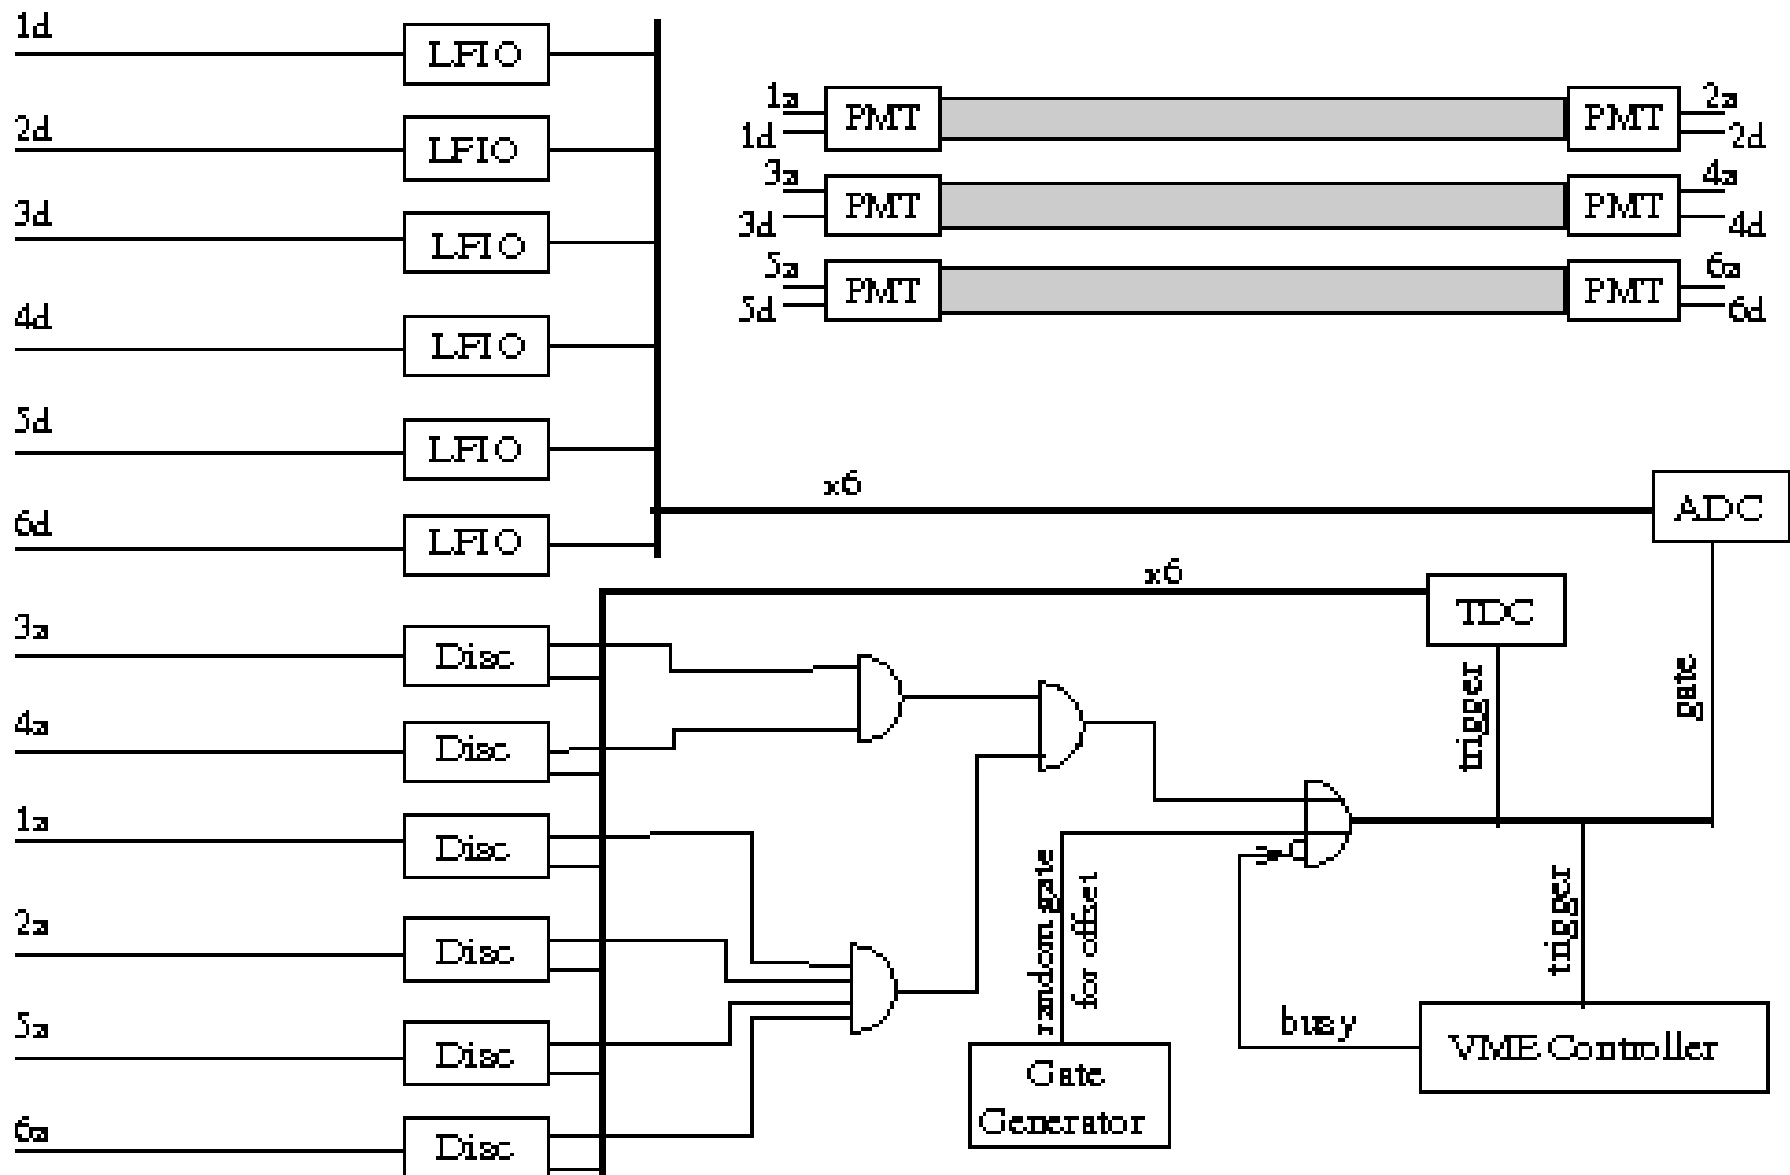 1d
LFIO
2d
LFIO
3d
LFIO
4d
LFIO
5d
LFIO
6d
LFIO
1a PMT PMT 2a
1d 2d
3a PMT PMT 4a
3d 4d
5a PMT PMT 6a
5d 6d
x6
ADC
x6
TDC
3a
Disc
4a
Disc
1a
Disc
2a
Disc
5a
Disc
6a
Disc
trigger
gate
random gate
for offset
trigger
busy
Gate
Generator
VME Controller